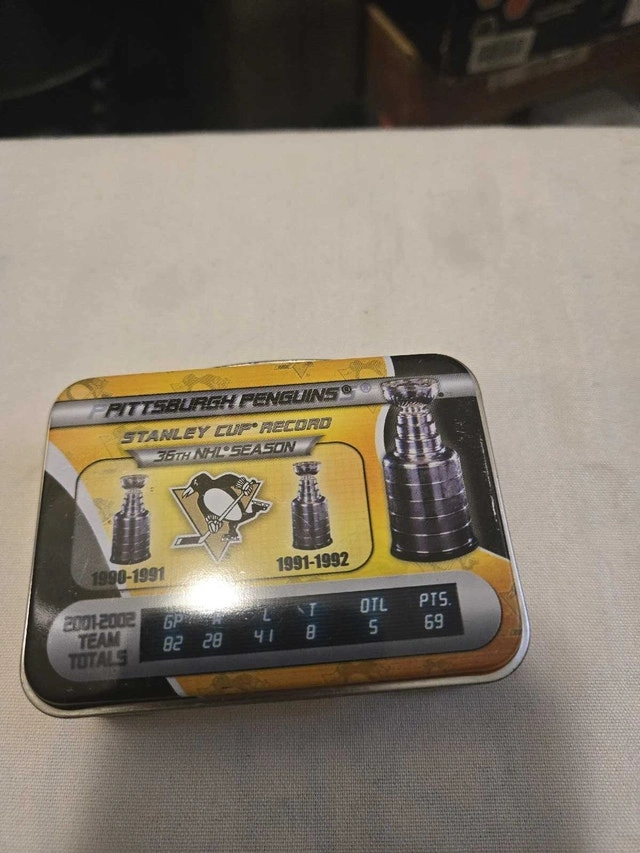 PITTSBURGH PENGUINS®
STANLEY CUP® RECORD
36TH NHL® SEASON
1990-1991
1991-1992
2001-2002
TEAM
TOTALS
GP L T OTL PTS.
82 28 41 8 5 69